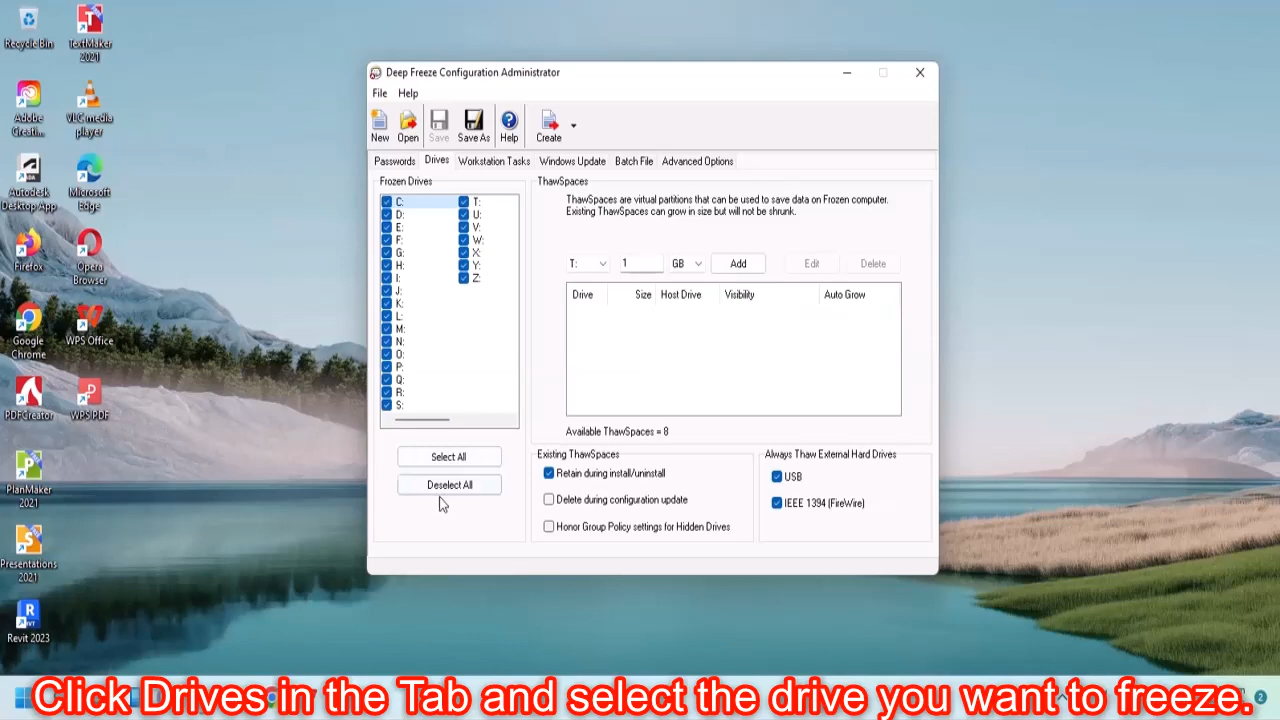 Recycle Bin
TextMaker
2021
Adobe
Creati...
VLC media
player
Autodesk
Desktop App
Microsoft
Edge
Firefox
Opera
Browser
Google
Chrome
WPS Office
PDFCreator
WPS PDF
PlanMaker
2021
Presentations
2021
Revit 2023
Deep Freeze Configuration Administrator
File Help
New Open Save Save As Help Create
Passwords Drives Workstation Tasks Windows Update Batch File Advanced Options
Frozen Drives
C: T:
D: U:
E: V:
F: W:
G: X:
H: Y:
I: Z:
J:
K:
L:
M:
N:
O:
P:
Q:
R:
S:
Select All
Deselect All
ThawSpaces
ThawSpaces are virtual partitions that can be used to save data on Frozen computer.
Existing ThawSpaces can grow in size but will not be shrunk.
T: 1 GB Add Edit Delete
Drive Size Host Drive Visibility Auto Grow
Available ThawSpaces = 8
Existing ThawSpaces
Retain during install/uninstall
Delete during configuration update
Honor Group Policy settings for Hidden Drives
Always Thaw External Hard Drives
USB
IEEE 1394 (FireWire)
Click Drives in the Tab and select the drive you want to freeze.
2